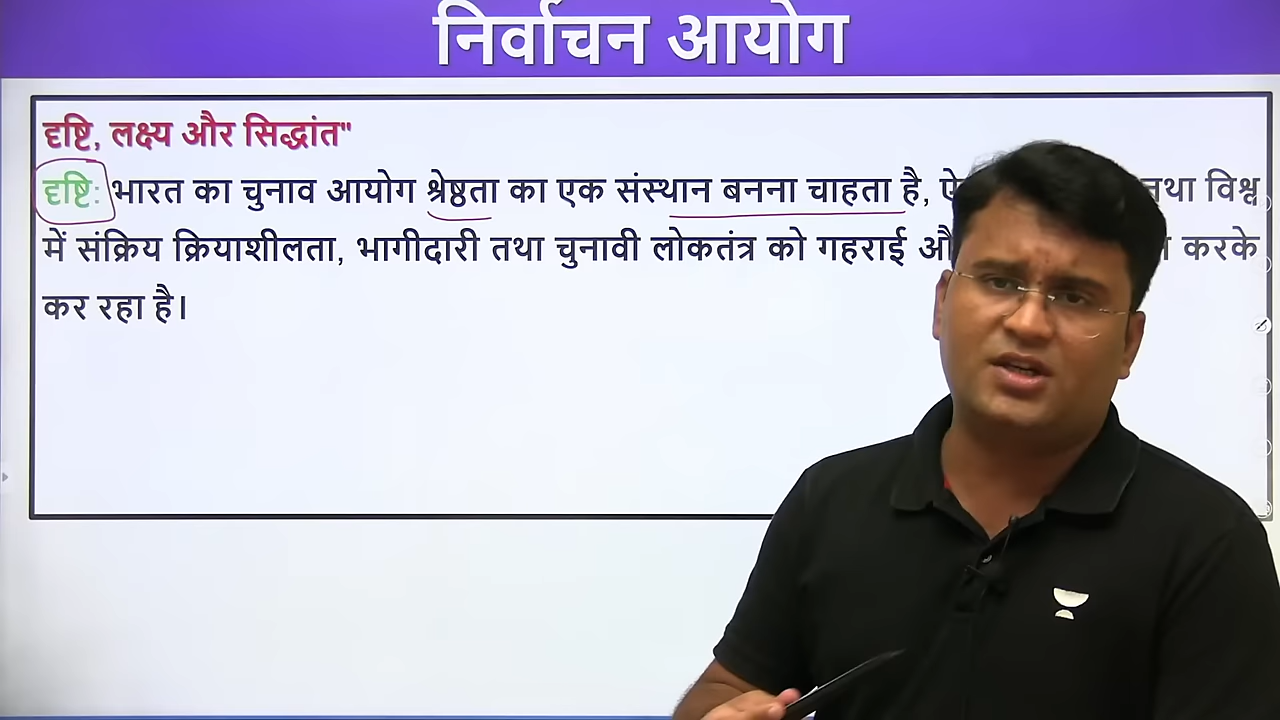 निर्वाचन आयोग
दृष्टि, लक्ष्य और सिद्धांत"
दृष्टि: भारत का चुनाव आयोग श्रेष्ठता का एक संस्थान बनना चाहता है, तथा विश्व
में संक्रिय क्रियाशीलता, भागीदारी तथा चुनावी लोकतंत्र को गहराई करके
कर रहा है।